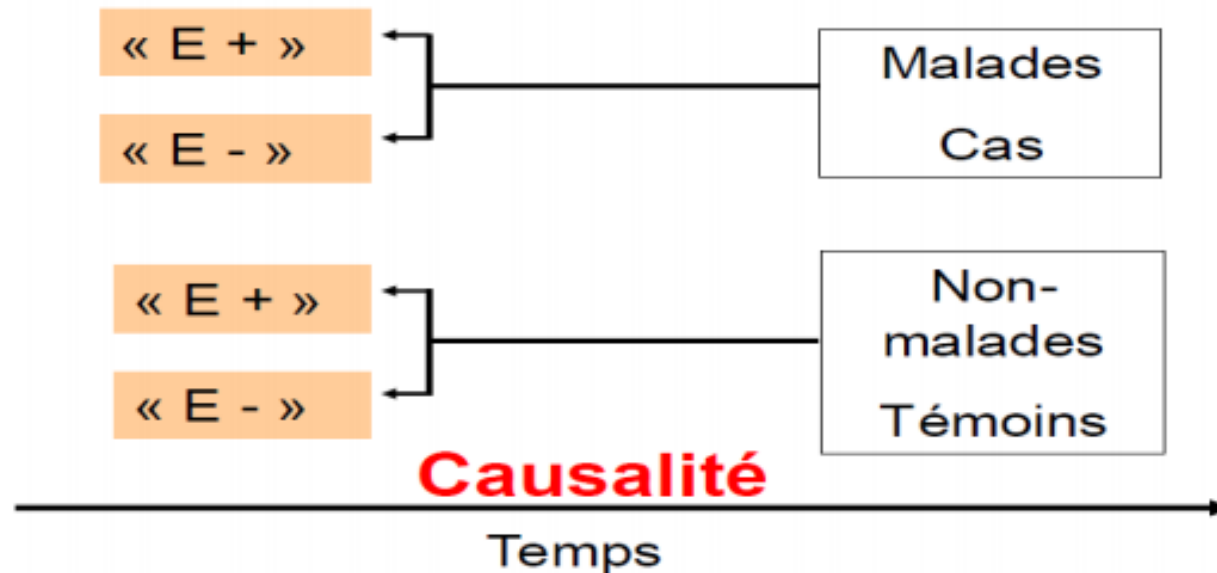 « E + »
« E - »
Malades
Cas
« E + »
« E - »
Non-
malades
Témoins
Causalité
Temps